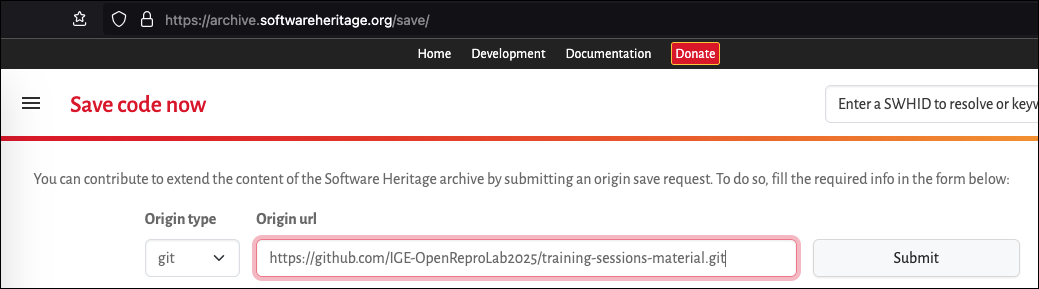 https://archive.softwareheritage.org/save/
Home Development Documentation Donate
Save code now
Enter a SWHID to resolve or keyw
You can contribute to extend the content of the Software Heritage archive by submitting an origin save request. To do so, fill the required info in the form below:
Origin type Origin url
git https://github.com/IGE-OpenReproLab2025/training-sessions-material.git Submit